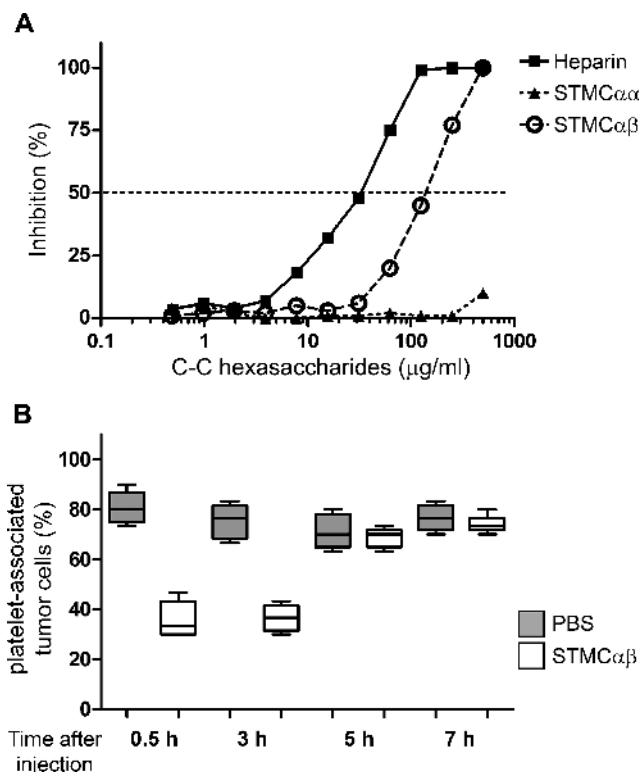 A
Inhibition (%)
100
75
50
25
0
0.1
1
10
100
1000
C-C hexasaccharides (μg/ml)
Heparin
STMCαα
STMCαβ
B
platelet-associated
tumor cells (%)
100
80
60
40
20
0
PBS
STMCαβ
Time after
injection
0.5 h
3 h
5 h
7 h